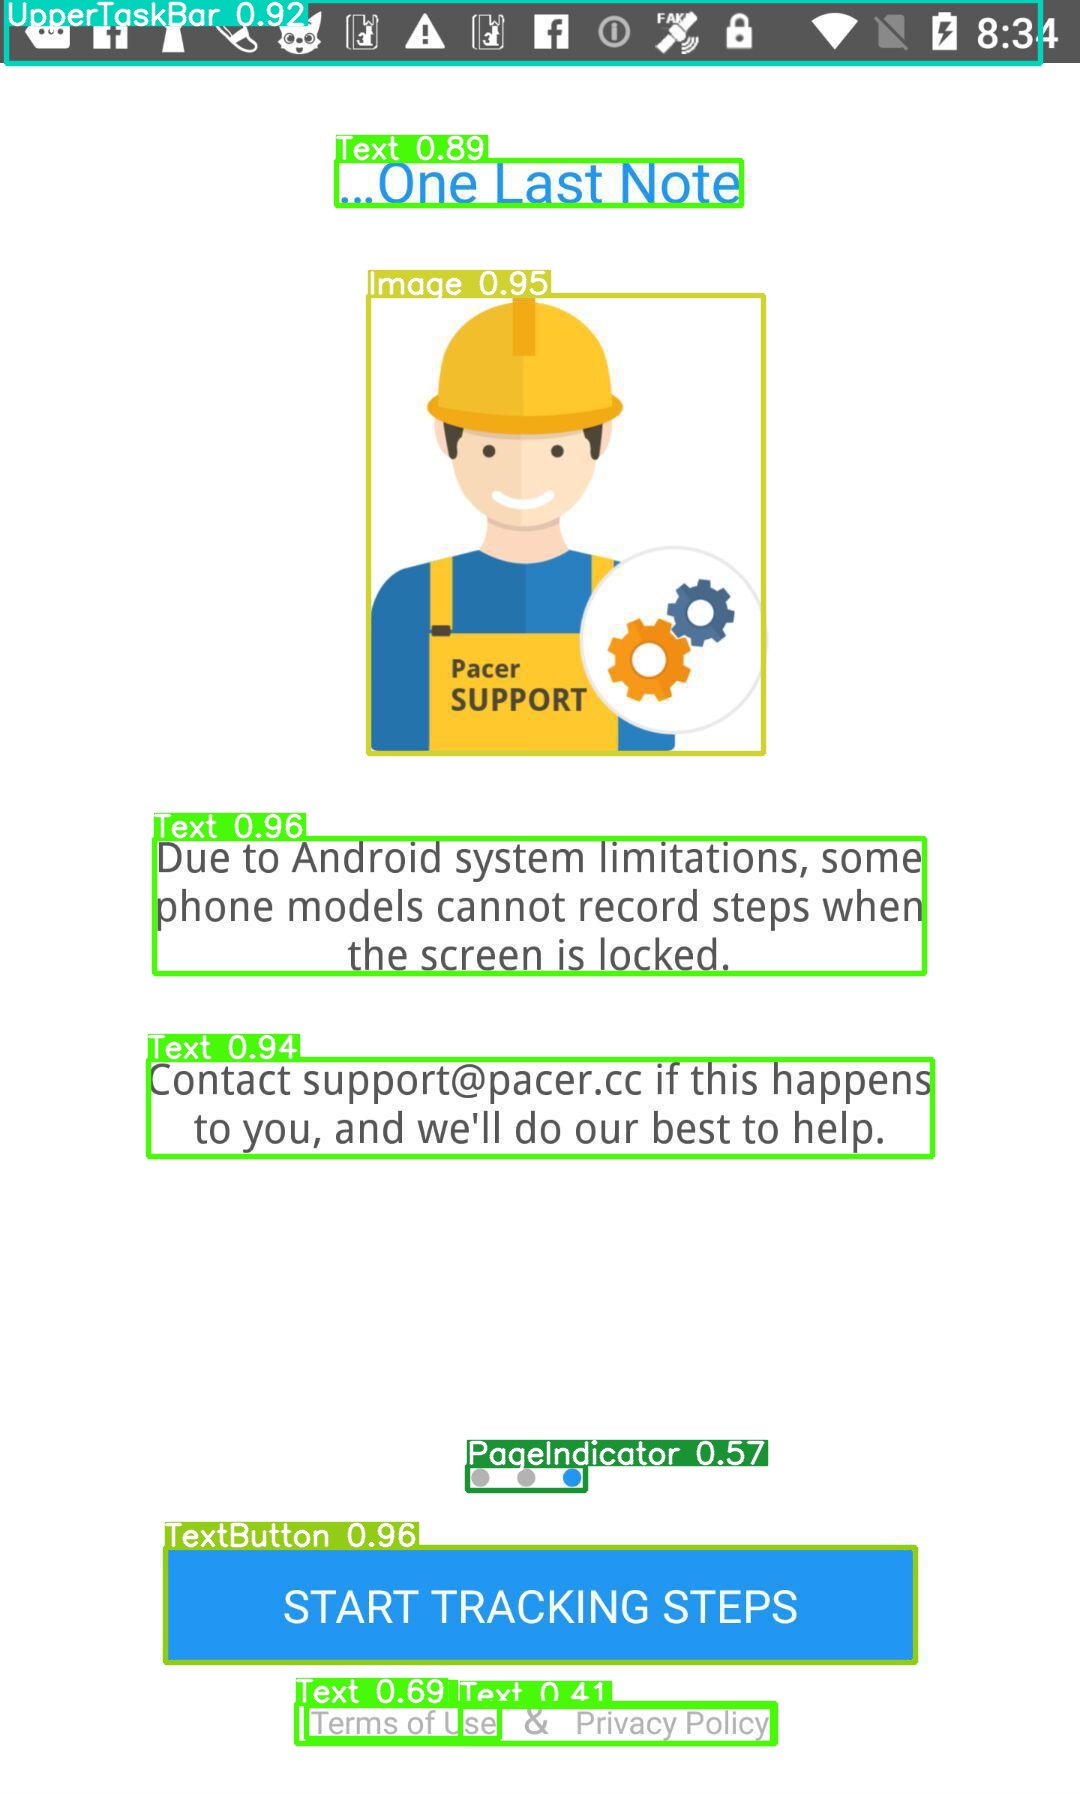 UpperTaskBar 0.92
FAKE
8:34
Text 0.89
...One Last Note
Image 0.95
Pacer
SUPPORT
Text 0.96
Due to Android system limitations, some
phone models cannot record steps when
the screen is locked.
Text 0.94
Contact support@pacer.cc if this happens
to you, and we'll do our best to help.
PageIndicator 0.57
TextButton 0.96
START TRACKING STEPS
Text 0.69 Text 0.41
Terms of Use & Privacy Policy